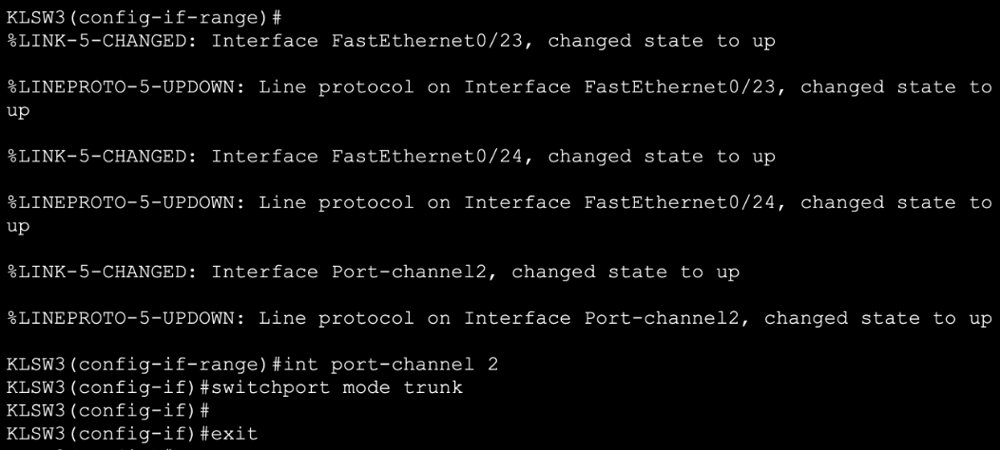 KLSW3(config-if-range)#
%LINK-5-CHANGED: Interface FastEthernet0/23, changed state to up
%LINEPROTO-5-UPDOWN: Line protocol on Interface FastEthernet0/23, changed state to
up
%LINK-5-CHANGED: Interface FastEthernet0/24, changed state to up
%LINEPROTO-5-UPDOWN: Line protocol on Interface FastEthernet0/24, changed state to
up
%LINK-5-CHANGED: Interface Port-channel2, changed state to up
%LINEPROTO-5-UPDOWN: Line protocol on Interface Port-channel2, changed state to up
KLSW3(config-if-range)#int port-channel 2
KLSW3(config-if)#switchport mode trunk
KLSW3(config-if)#
KLSW3(config-if)#exit